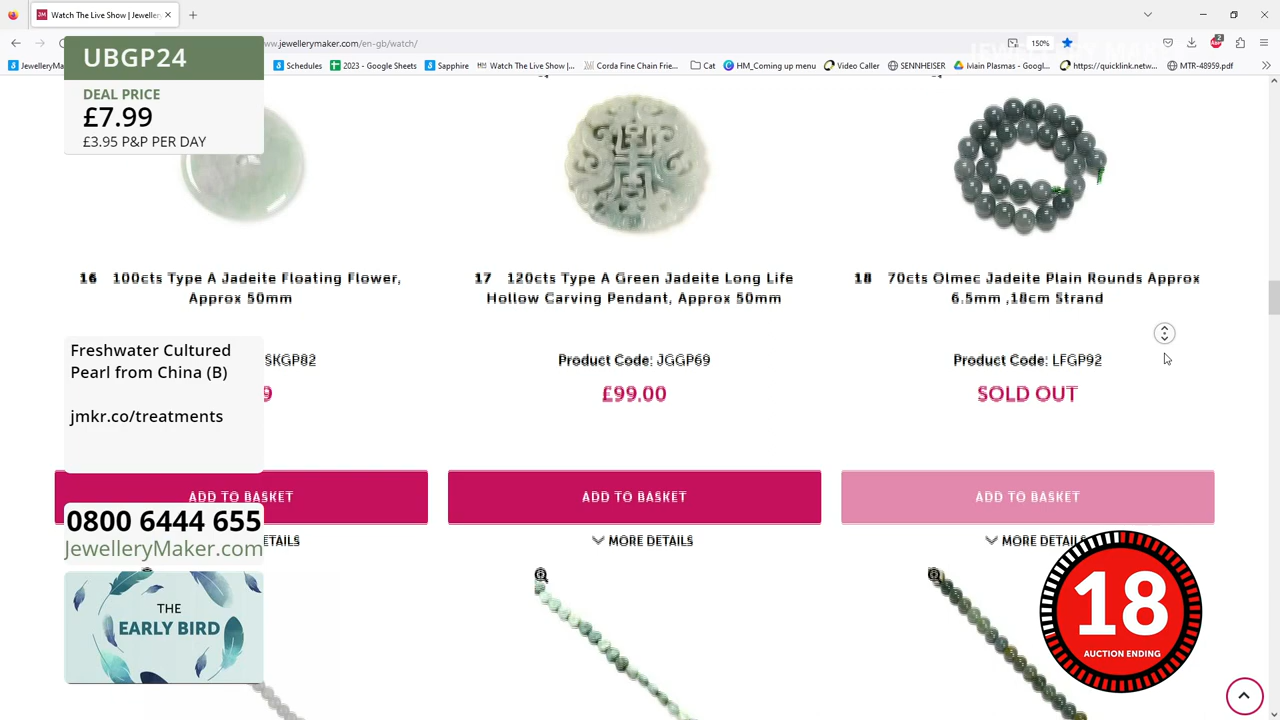 Watch The Live Show | Jeweller
ww.jewellerymaker.com/en-gb/watch/
150%
2
JewelleryMa
Schedules
2023 - Google Sheets
Sapphire
Watch The Live Show |...
Corda Fine Chain Frie...
Cat
HM_Coming up menu
Video Caller
SENNHEISER
Main Plasmas - Googl...
https://quicklink.netw...
MTR-48959.pdf
UBGP24
DEAL PRICE
£7.99
£3.95 P&P PER DAY
16 100cts Type A Jadeite Floating Flower,
Approx 50mm
17 120cts Type A Green Jadeite Long Life
Hollow Carving Pendant, Approx 50mm
18 70cts Olmec Jadeite Plain Rounds Approx
6.5mm ,18cm Strand
Freshwater Cultured
Pearl from China (B)
jmkr.co/treatments
SKGP82
9
Product Code: JGGP69
£99.00
Product Code: LFGP92
SOLD OUT
ADD TO BASKET
ADD TO BASKET
ADD TO BASKET
0800 6444 655
JewelleryMaker.com
ETAILS
MORE DETAILS
MORE DETAILS
THE
EARLY BIRD
18
AUCTION ENDING